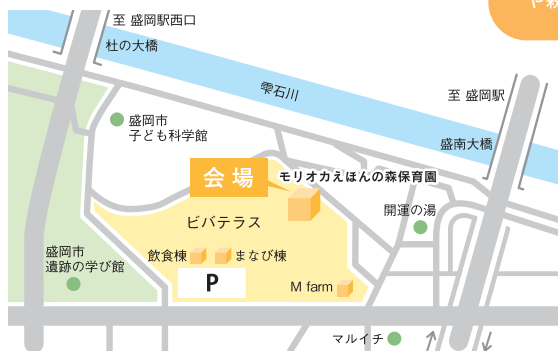 至 盛岡駅西口
杜の大橋
雫石川
至 盛岡駅
盛岡市
子ども科学館
盛南大橋
会場
モリオカえほんの森保育園
開運の湯
ビバテラス
盛岡市
遺跡の学び館
飲食棟
まなび棟
P
M farm
マルイチ